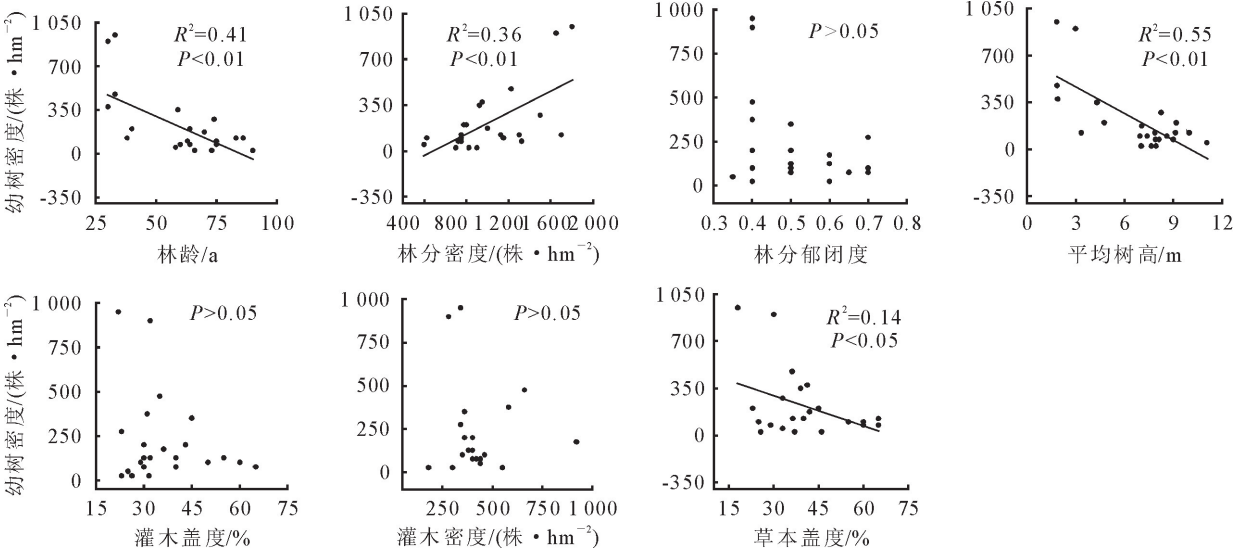 幼树密度/(株·hm⁻²)
1 050
700
350
0
-350
R²=0.41
P<0.01
25 50 75 100
林龄/a
1 050
700
350
0
-350
R²=0.36
P<0.01
400 800 1 200 1 600 2 000
林分密度/(株·hm⁻²)
1 000
750
500
250
0
P>0.05
0.3 0.4 0.5 0.6 0.7 0.8
林分郁闭度
1 050
700
350
0
-350
R²=0.55
P<0.01
0 3 6 9 12
平均树高/m
幼树密度/(株·hm⁻²)
1 000
750
500
250
0
P>0.05
15 30 45 60 75
灌木盖度/%
1 000
750
500
250
0
P>0.05
250 500 750 1 000
灌木密度/(株·hm⁻²)
1 050
700
350
0
-350
R²=0.14
P<0.05
15 30 45 60 75
草本盖度/%